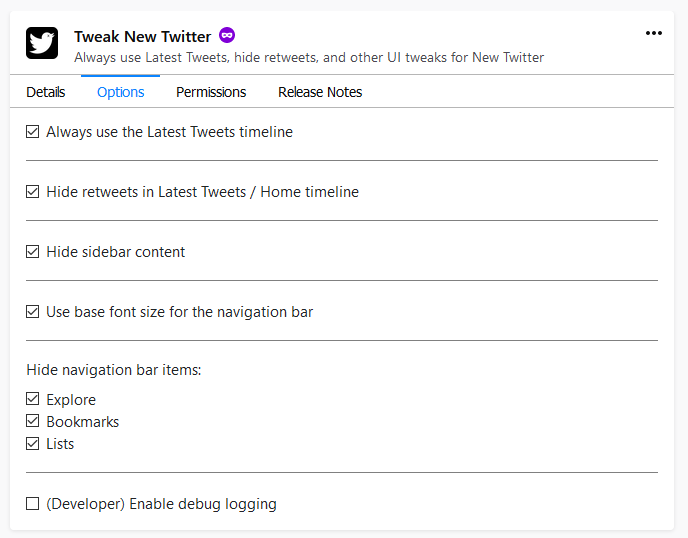 Tweak New Twitter
Always use Latest Tweets, hide retweets, and other UI tweaks for New Twitter
Details Options Permissions Release Notes
Always use the Latest Tweets timeline
Hide retweets in Latest Tweets / Home timeline
Hide sidebar content
Use base font size for the navigation bar
Hide navigation bar items:
Explore
Bookmarks
Lists
(Developer) Enable debug logging